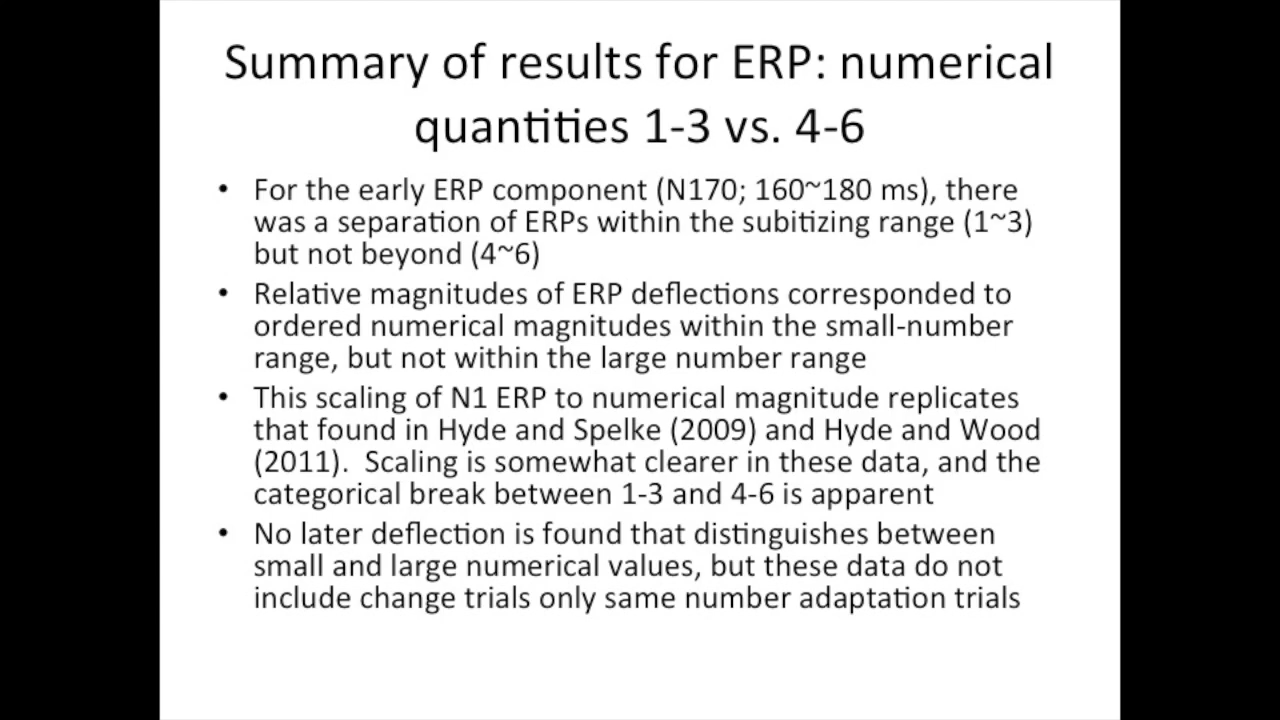 Summary of results for ERP: numerical
quantities 1-3 vs. 4-6
• For the early ERP component (N170; 160~180 ms), there
was a separation of ERPs within the subitizing range (1~3)
but not beyond (4~6)
• Relative magnitudes of ERP deflections corresponded to
ordered numerical magnitudes within the small-number
range, but not within the large number range
• This scaling of N1 ERP to numerical magnitude replicates
that found in Hyde and Spelke (2009) and Hyde and Wood
(2011).  Scaling is somewhat clearer in these data, and the
categorical break between 1-3 and 4-6 is apparent
• No later deflection is found that distinguishes between
small and large numerical values, but these data do not
include change trials only same number adaptation trials